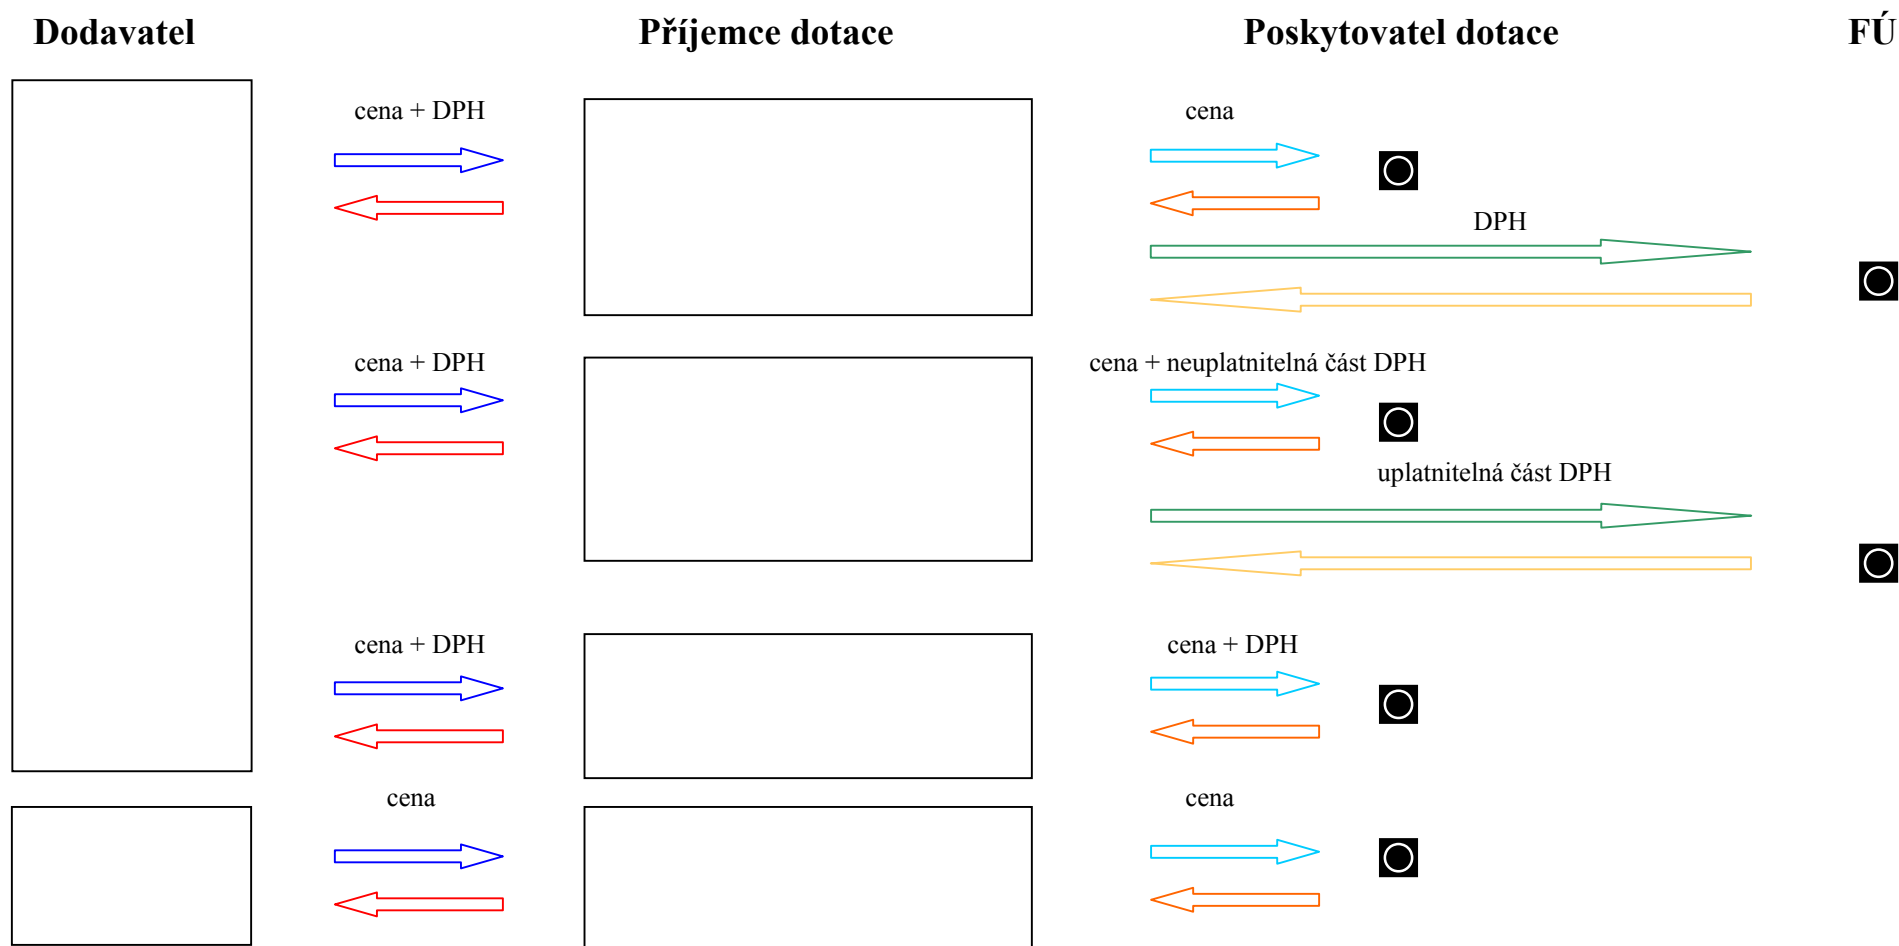 Dodavatel Příjemce dotace Poskytovatel dotace FÚ
cena + DPH cena
DPH
cena + DPH cena + neuplatnitelná část DPH
uplatnitelná část DPH
cena + DPH cena + DPH
cena cena